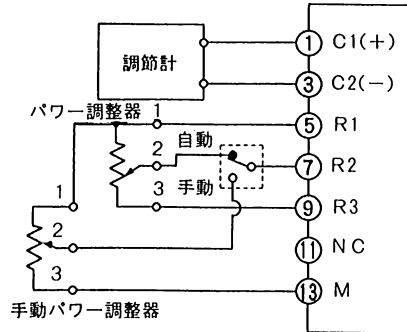 調節計
① C1(+)
③ C2(-)
パワー調整器
1
⑤ R1
自動
2
⑦ R2
手動
1
3
⑨ R3
2
⑪ NC
3
⑬ M
手動パワー調整器